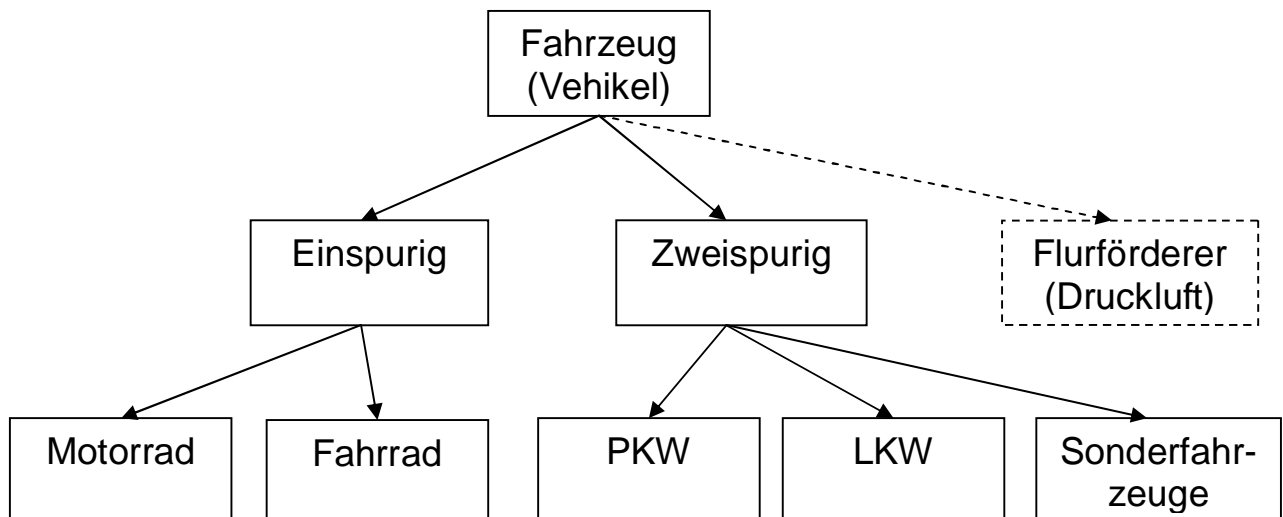 Fahrzeug
(Vehikel)
Einspurig
Zweispurig
Flurförderer
(Druckluft)
Motorrad
Fahrrad
PKW
LKW
Sonderfahr-
zeuge